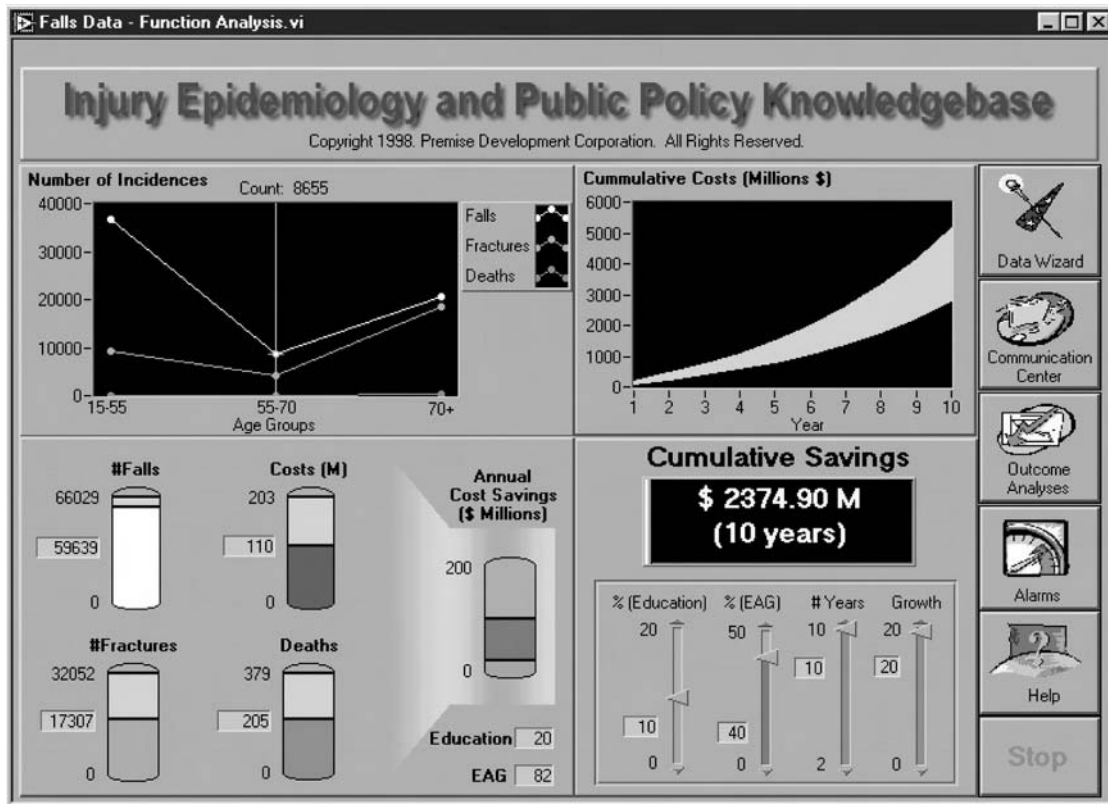 Falls Data - Function Analysis.vi
Injury Epidemiology and Public Policy Knowledgebase
Copyright 1998. Premise Development Corporation. All Rights Reserved.
Number of Incidences
Count: 8655
40000
30000
20000
10000
0
15-55
55-70
70+
Age Groups
Falls
Fractures
Deaths
Cummulative Costs (Millions $)
6000
5000
4000
3000
2000
1000
0
1 2 3 4 5 6 7 8 9 10
Year
Data Wizard
Communication
Center
Outcome
Analyses
Alarms
Help
Stop
#Falls
66029
59639
0
Costs (M)
203
110
0
#Fractures
32052
17307
0
Deaths
379
205
0
Annual
Cost Savings
($ Millions)
200
0
Education 20
EAG 82
Cumulative Savings
$ 2374.90 M
(10 years)
% (Education)
20
10
0
% (EAG)
50
40
0
# Years
10
10
2
Growth
20
20
0